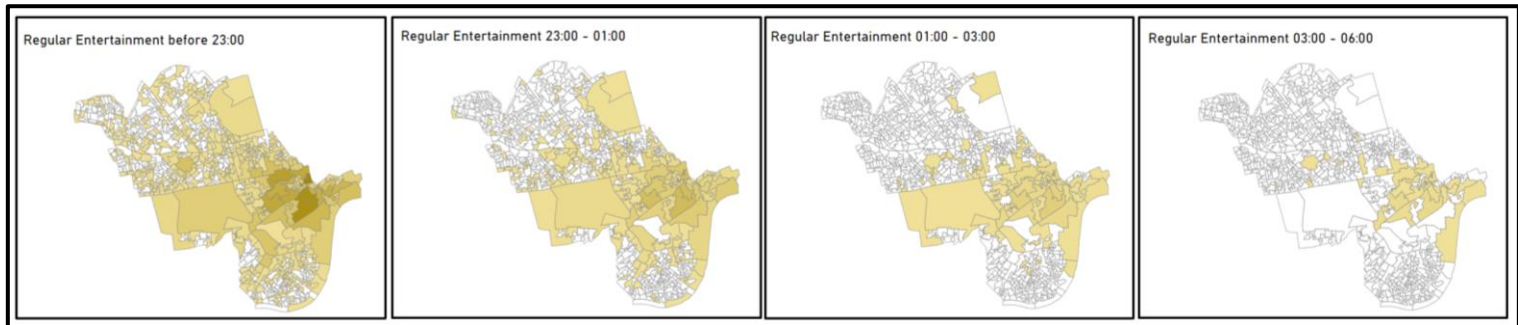 Regular Entertainment before 23:00
Regular Entertainment 23:00 - 01:00
Regular Entertainment 01:00 - 03:00
Regular Entertainment 03:00 - 06:00